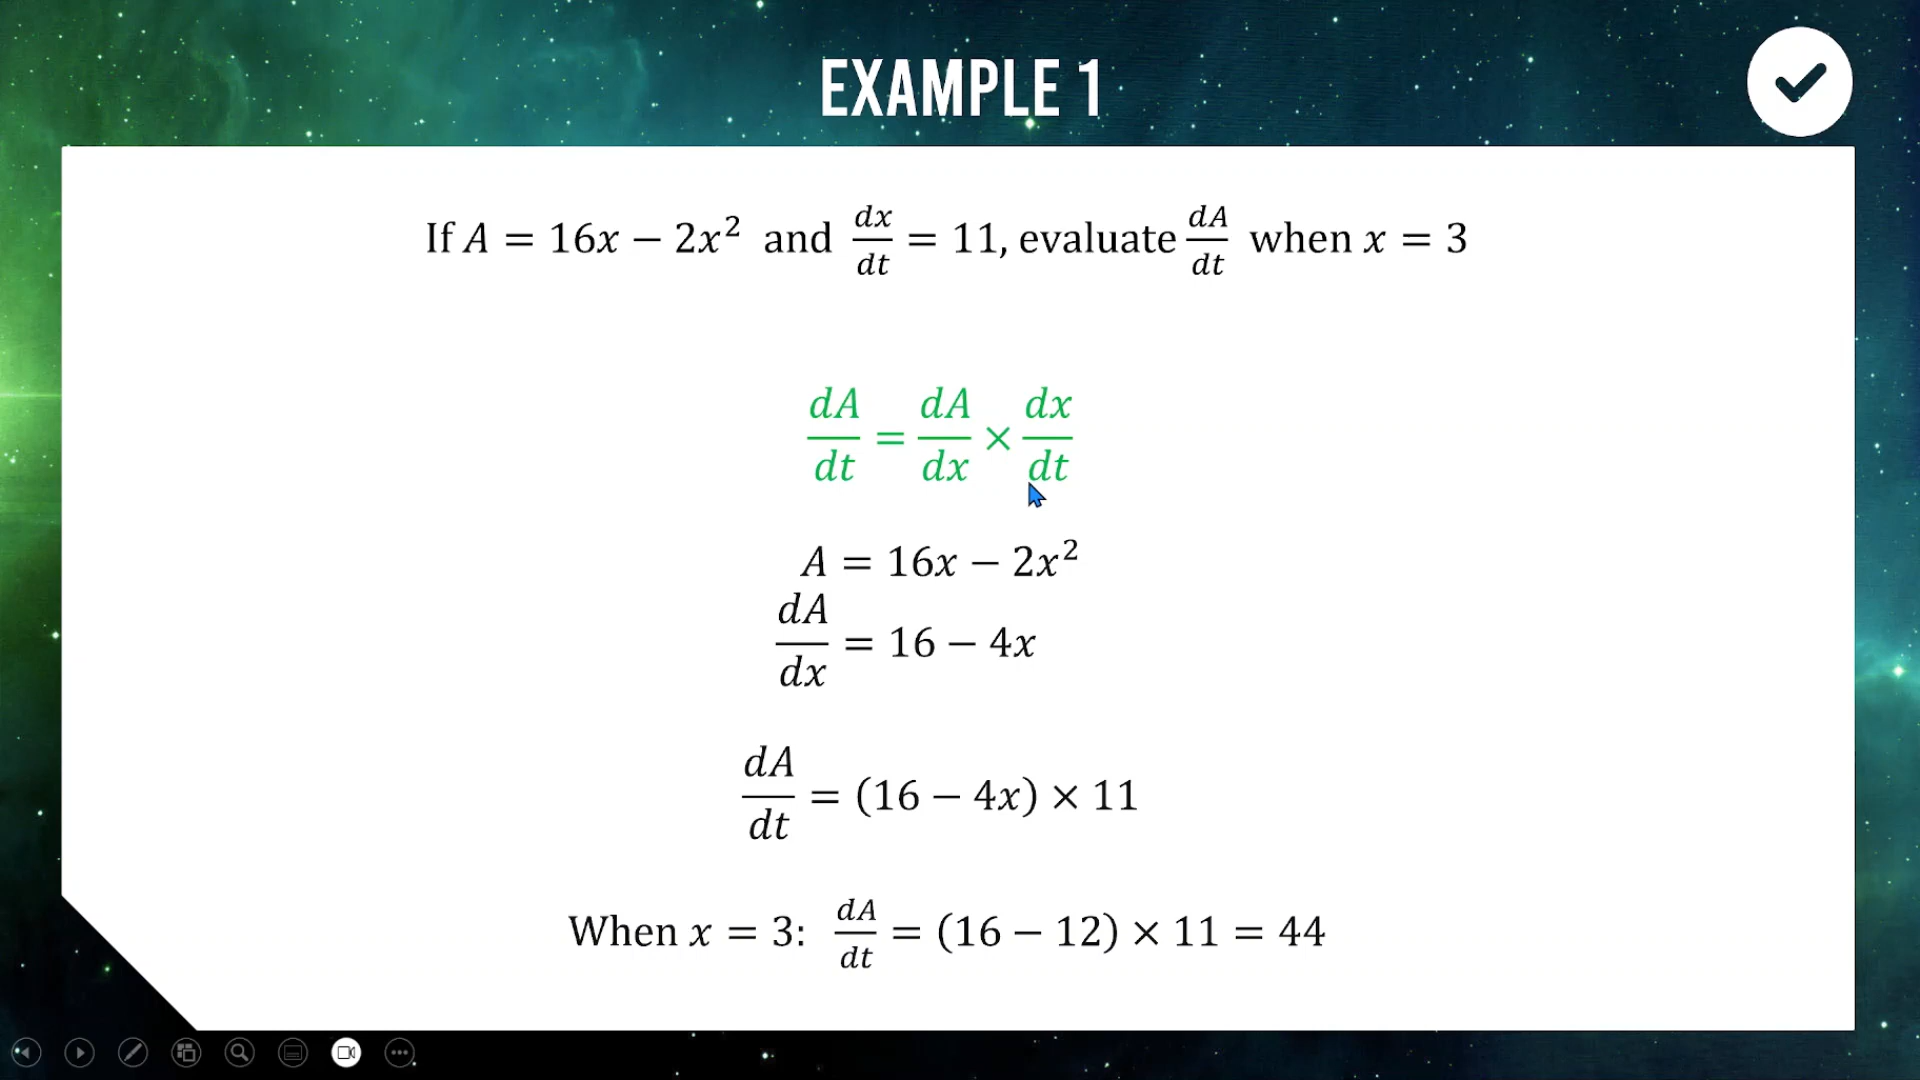 EXAMPLE 1
If A = 16x − 2x² and dx/dt = 11, evaluate dA/dt when x = 3
dA/dt = dA/dx × dx/dt
A = 16x − 2x²
dA/dx = 16 − 4x
dA/dt = (16 − 4x) × 11
When x = 3: dA/dt = (16 − 12) × 11 = 44